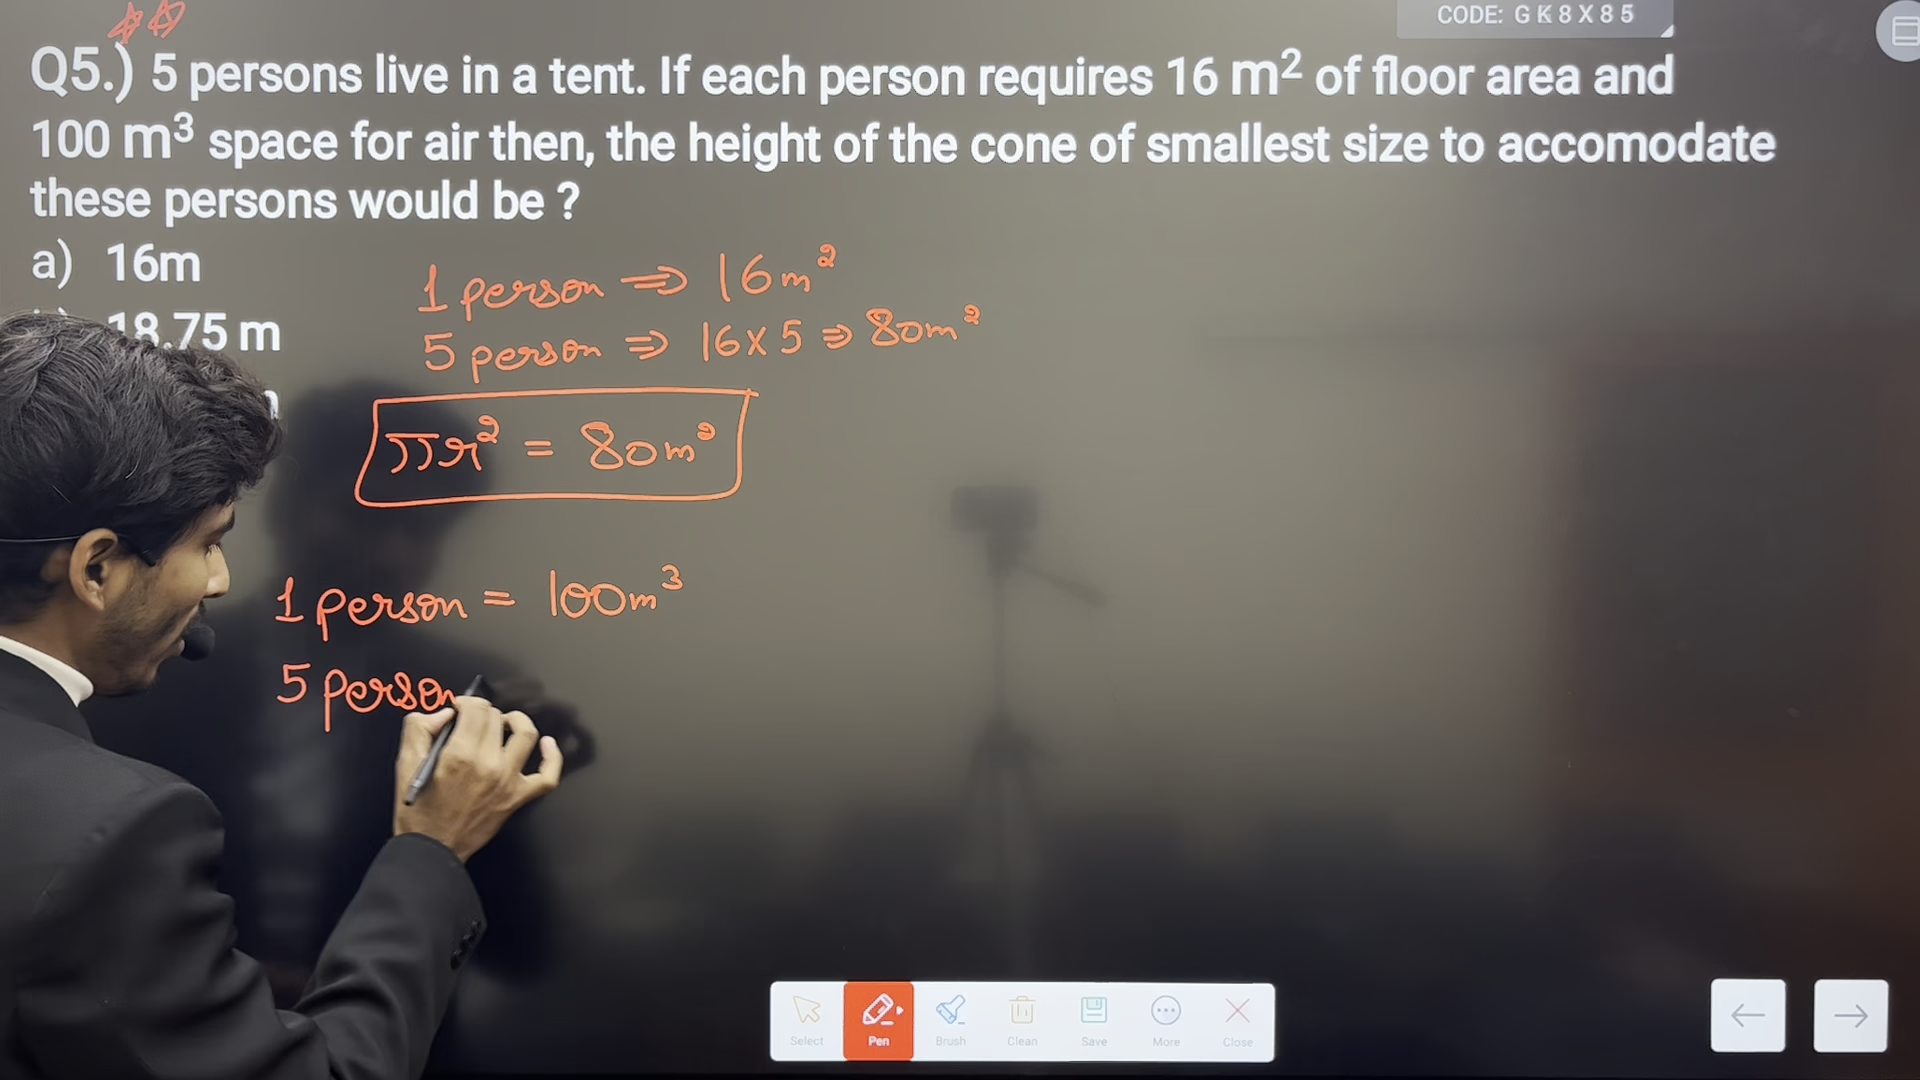 CODE: GK8X85
Q5.) 5 persons live in a tent. If each person requires 16 m² of floor area and
100 m³ space for air then, the height of the cone of smallest size to accomodate
these persons would be ?
a) 16m
18.75 m
1 person ⇒ 16m²
5 person ⇒ 16×5 ⇒ 80m²
πr² = 80m²
1 person = 100m³
5 person
Select
Pen
Brush
Clean
Save
More
Close